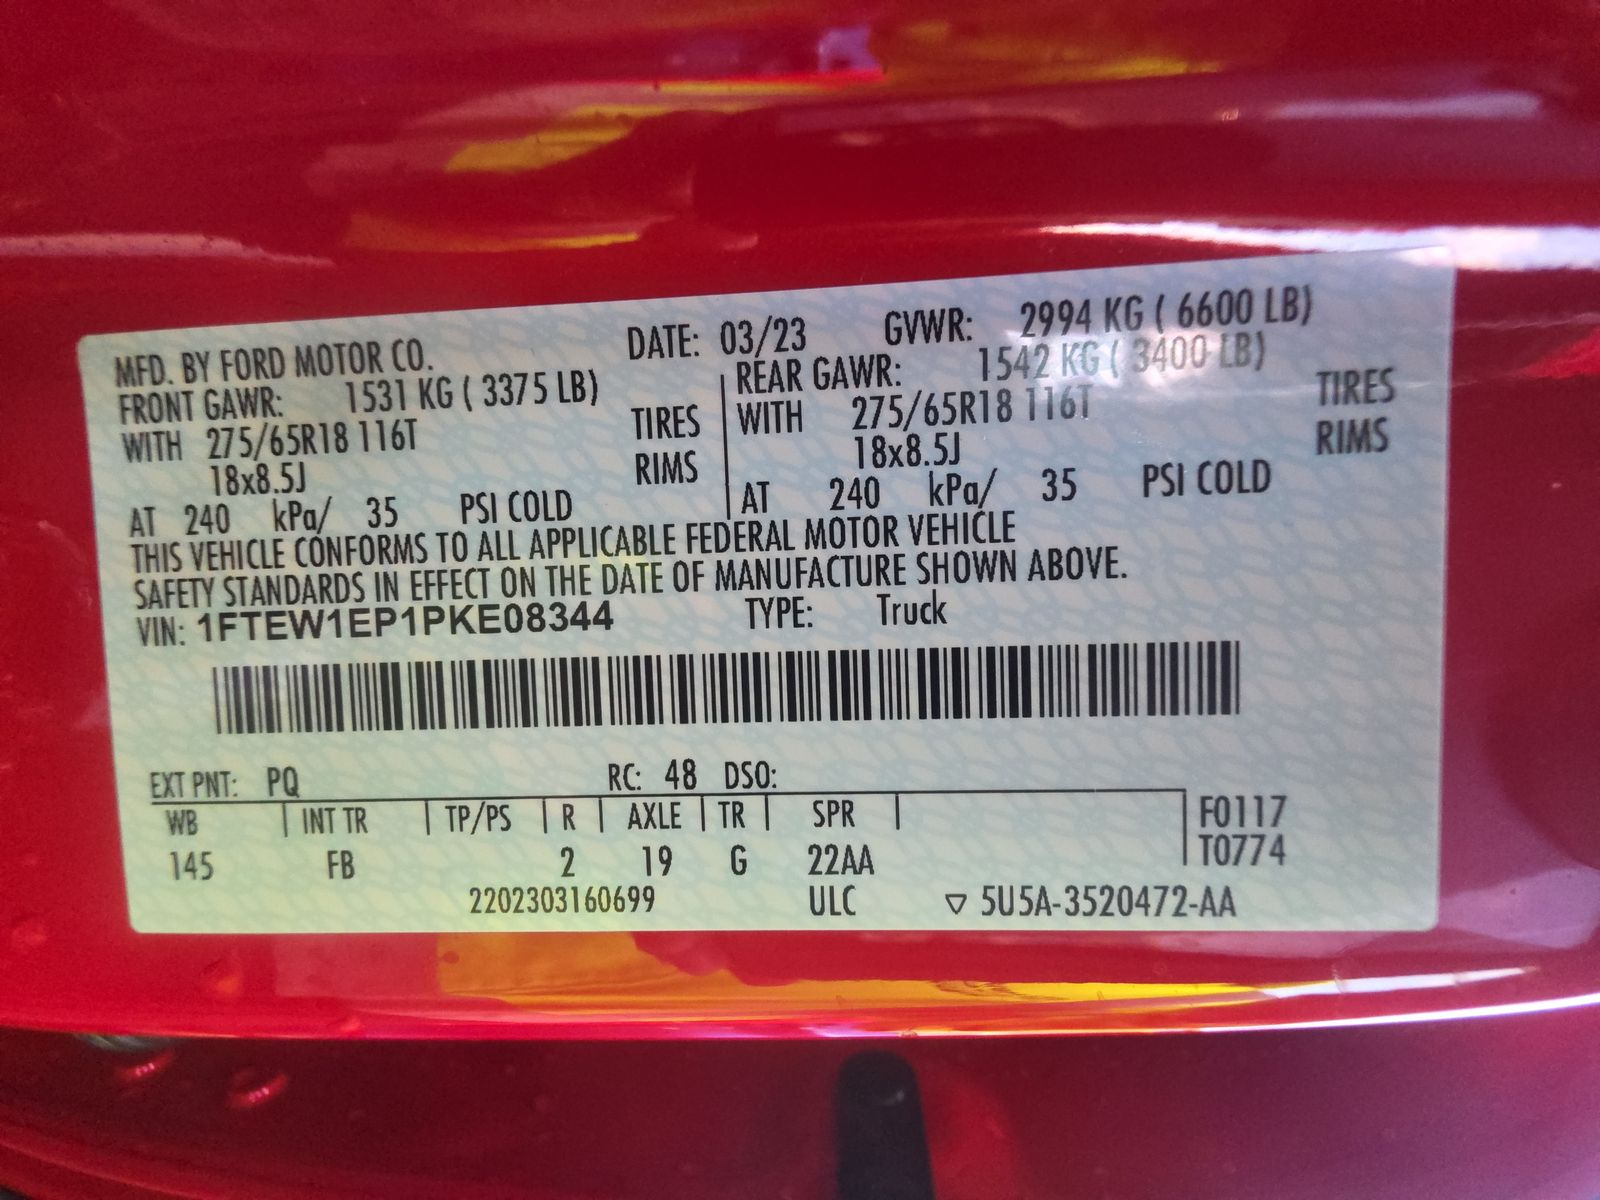 MFD. BY FORD MOTOR CO. DATE: 03/23 GVWR: 2994 KG ( 6600 LB)
FRONT GAWR: 1531 KG ( 3375 LB) REAR GAWR: 1542 KG ( 3400 LB)
WITH 275/65R18 116T TIRES WITH 275/65R18 116T TIRES
18x8.5J RIMS 18x8.5J RIMS
AT 240 kPa/ 35 PSI COLD AT 240 kPa/ 35 PSI COLD
THIS VEHICLE CONFORMS TO ALL APPLICABLE FEDERAL MOTOR VEHICLE
SAFETY STANDARDS IN EFFECT ON THE DATE OF MANUFACTURE SHOWN ABOVE.
VIN: 1FTEW1EP1PKE08344 TYPE: Truck
EXT PNT: PQ RC: 48 DSO:
WB INT TR TP/PS R AXLE TR SPR F0117
145 FB 2 19 G 22AA T0774
2202303160699 ULC ▽ 5U5A-3520472-AA